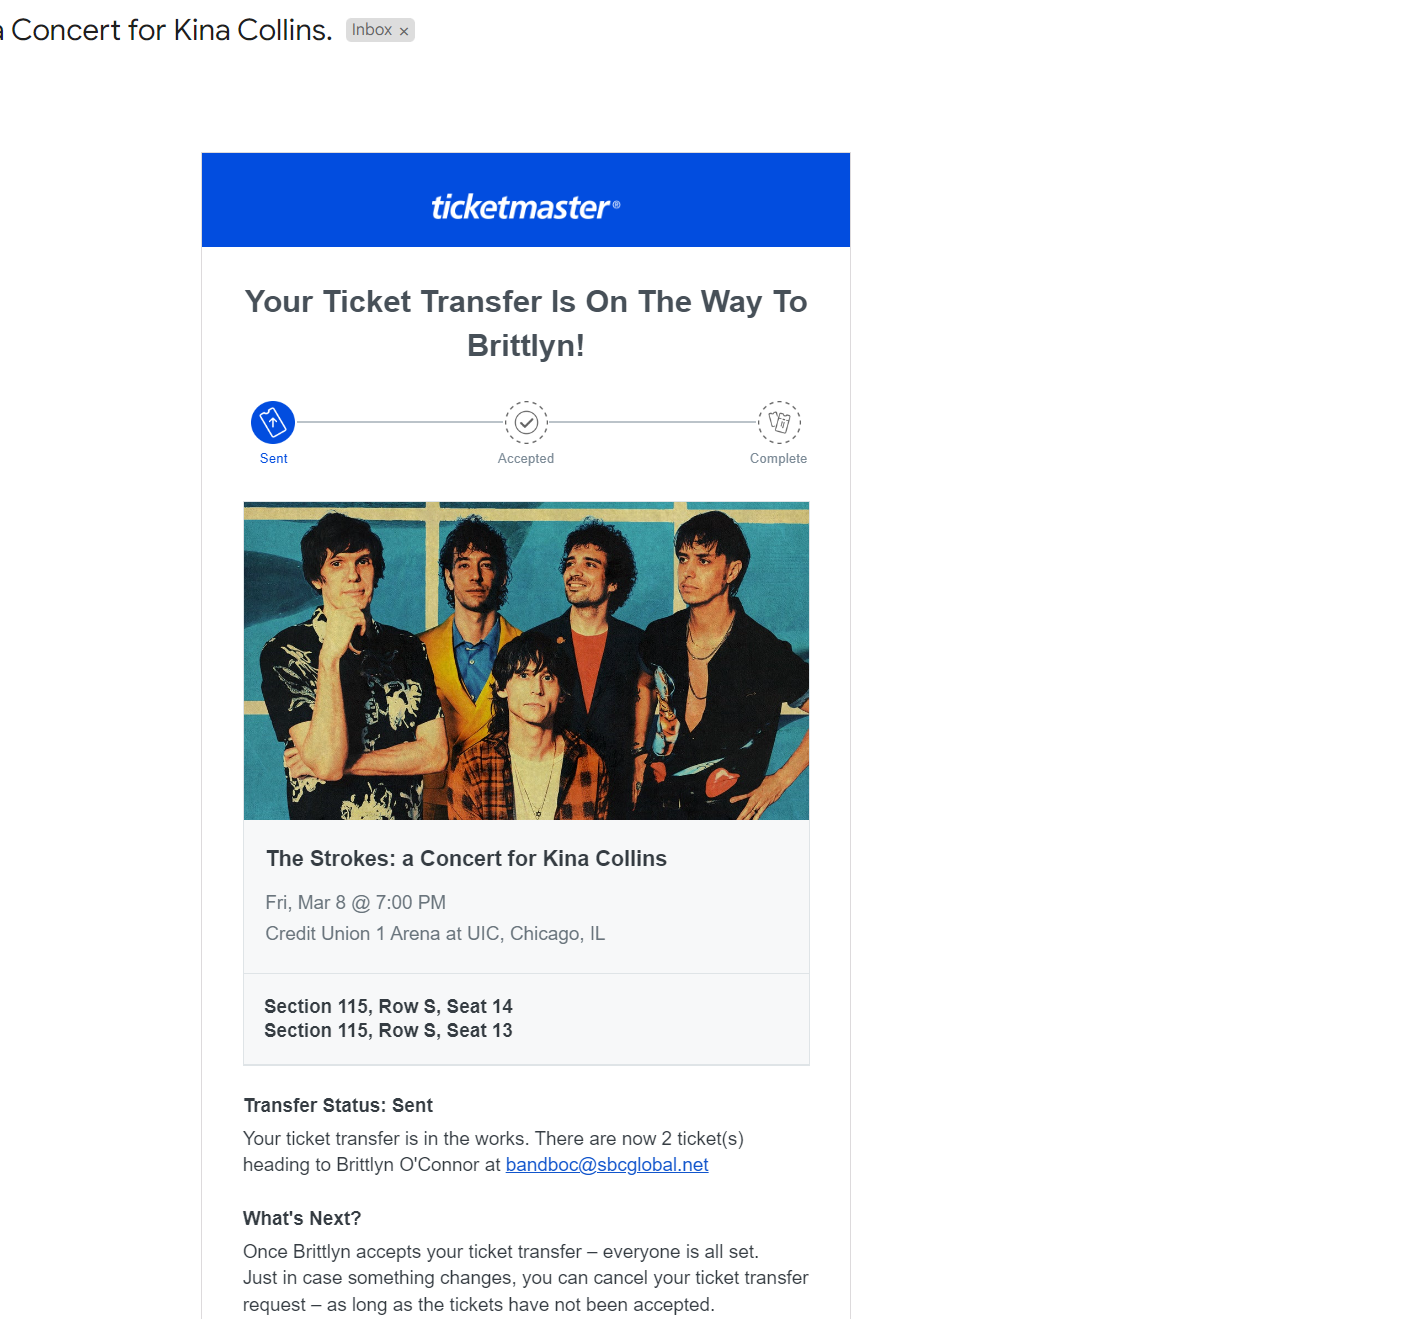 a Concert for Kina Collins.
Inbox ×
ticketmaster®
Your Ticket Transfer Is On The Way To
Brittlyn!
Sent
Accepted
Complete
The Strokes: a Concert for Kina Collins
Fri, Mar 8 @ 7:00 PM
Credit Union 1 Arena at UIC, Chicago, IL
Section 115, Row S, Seat 14
Section 115, Row S, Seat 13
Transfer Status: Sent
Your ticket transfer is in the works. There are now 2 ticket(s)
heading to Brittlyn O'Connor at bandboc@sbcglobal.net
What's Next?
Once Brittlyn accepts your ticket transfer – everyone is all set.
Just in case something changes, you can cancel your ticket transfer
request – as long as the tickets have not been accepted.